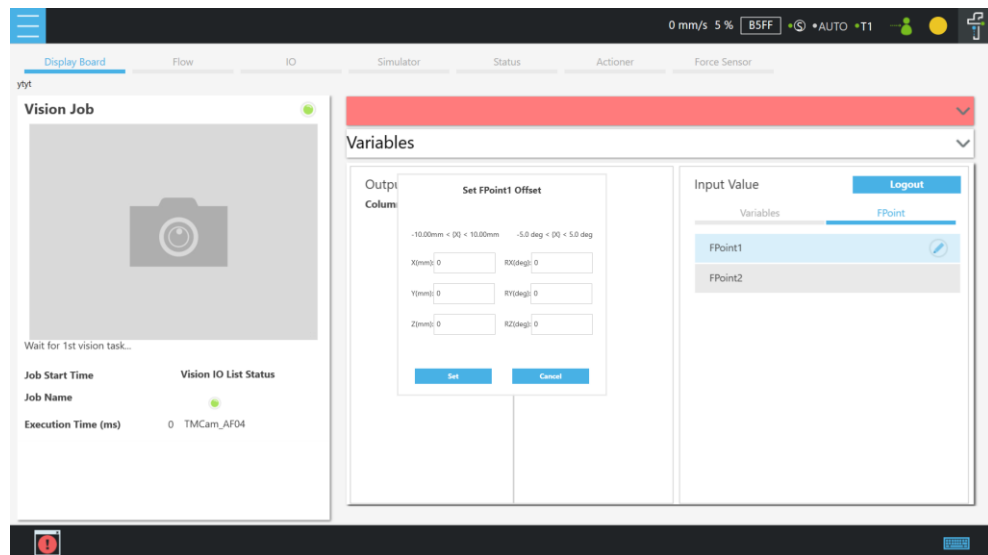 0 mm/s 5 % B5FF •Ⓢ •AUTO •T1
Display Board Flow IO Simulator Status Actioner Force Sensor
ytyt
Vision Job
Wait for 1st vision task...
Job Start Time Vision IO List Status
Job Name
Execution Time (ms) 0 TMCam_AF04
Variables
Outpu
Colum
Set FPoint1 Offset
-10.00mm < |X| < 10.00mm -5.0 deg < |X| < 5.0 deg
X(mm): 0 RX(deg): 0
Y(mm): 0 RY(deg): 0
Z(mm): 0 RZ(deg): 0
Set Cancel
Input Value Logout
Variables FPoint
FPoint1
FPoint2